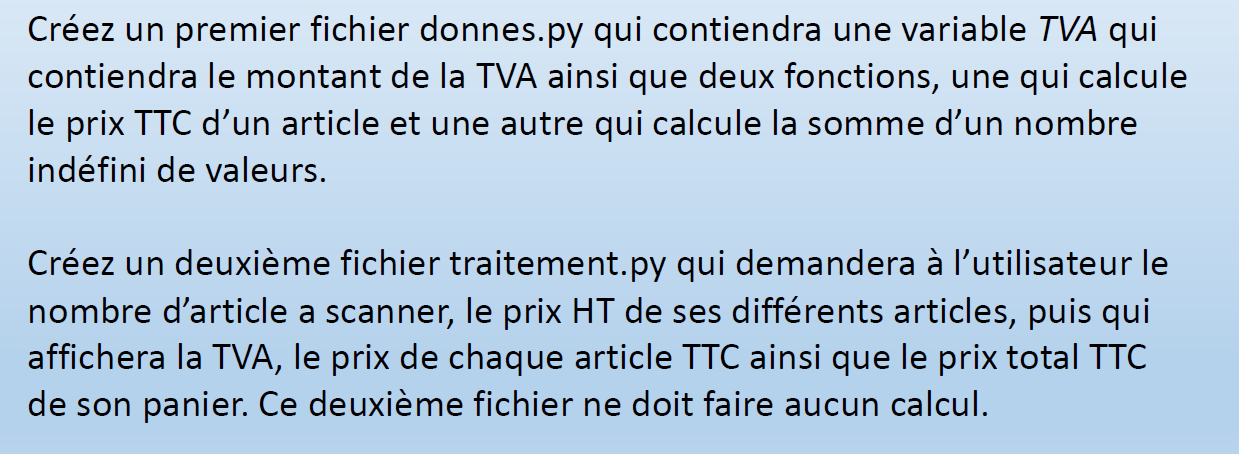 Créez un premier fichier donnes.py qui contiendra une variable TVA qui
contiendra le montant de la TVA ainsi que deux fonctions, une qui calcule
le prix TTC d’un article et une autre qui calcule la somme d’un nombre
indéfini de valeurs.
Créez un deuxième fichier traitement.py qui demandera à l’utilisateur le
nombre d’article a scanner, le prix HT de ses différents articles, puis qui
affichera la TVA, le prix de chaque article TTC ainsi que le prix total TTC
de son panier. Ce deuxième fichier ne doit faire aucun calcul.